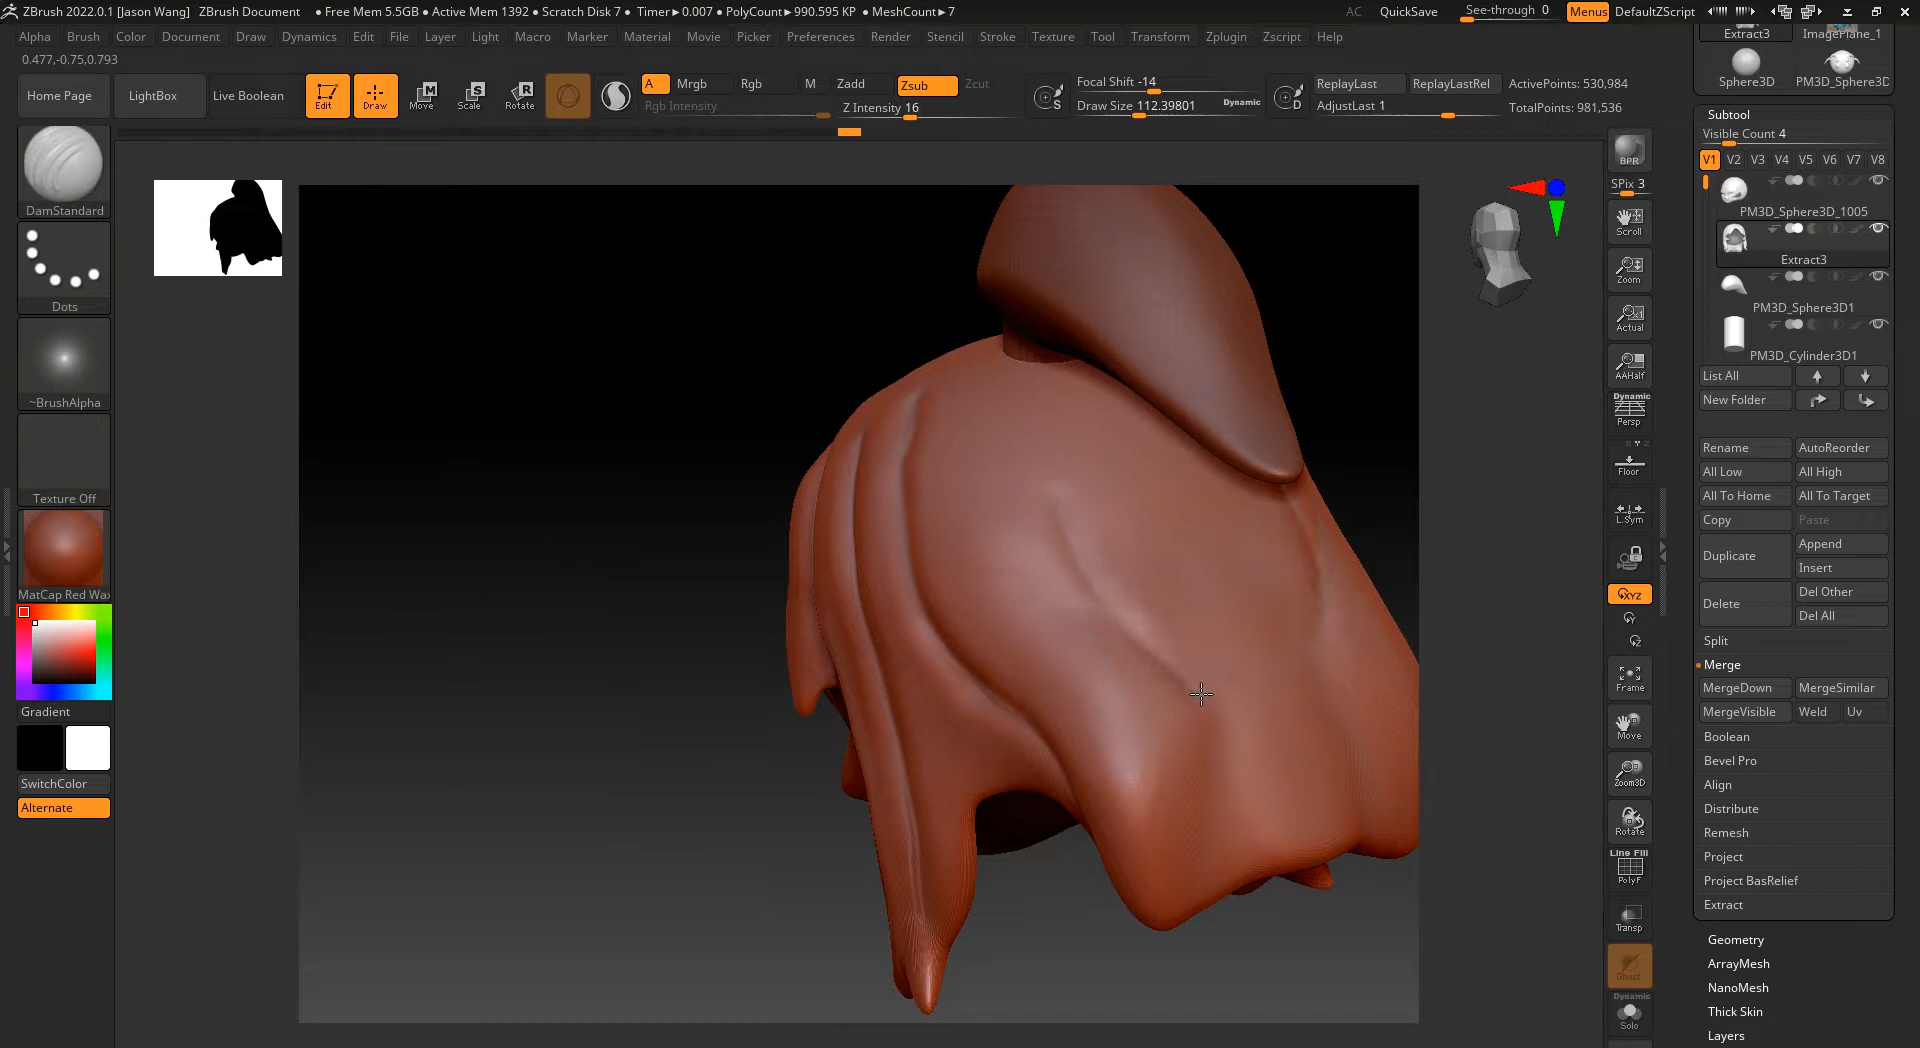 ZBrush 2022.0.1 [Jason Wang] ZBrush Document • Free Mem 5.5GB • Active Mem 1392 • Scratch Disk 7 • Timer▸0.007 • PolyCount▸990.595 KP • MeshCount▸7 AC QuickSave See-through 0 Menus DefaultZScript
Alpha Brush Color Document Draw Dynamics Edit File Layer Light Macro Marker Material Movie Picker Preferences Render Stencil Stroke Texture Tool Transform Zplugin Zscript Help
0.477,-0.75,0.793
Home Page LightBox Live Boolean Edit Draw Move Scale Rotate
A Mrgb Rgb M Zadd Zsub Zcut
Rgb Intensity Z Intensity 16
S Focal Shift -14
Draw Size 112.39801 Dynamic
D ReplayLast ReplayLastRel ActivePoints: 530,984
AdjustLast 1 TotalPoints: 981,536
DamStandard
Dots
~BrushAlpha
Texture Off
MatCap Red Wax
Gradient
SwitchColor
Alternate
BPR
SPix 3
Scroll
Zoom
Actual
AAHalf
Dynamic
Persp
Floor
L.Sym
XYZ
Y
Z
Frame
Move
Zoom3D
Rotate
Line Fill
PolyF
Transp
Ghost
Dynamic
Solo
Extract3 ImagePlane_1
Sphere3D PM3D_Sphere3D
Subtool
Visible Count 4
V1 V2 V3 V4 V5 V6 V7 V8
PM3D_Sphere3D_1005
Extract3
PM3D_Sphere3D1
PM3D_Cylinder3D1
List All
New Folder
Rename AutoReorder
All Low All High
All To Home All To Target
Copy Paste
Duplicate Append
Insert
Delete Del Other
Del All
Split
Merge
MergeDown MergeSimilar
MergeVisible Weld Uv
Boolean
Bevel Pro
Align
Distribute
Remesh
Project
Project BasRelief
Extract
Geometry
ArrayMesh
NanoMesh
Thick Skin
Layers